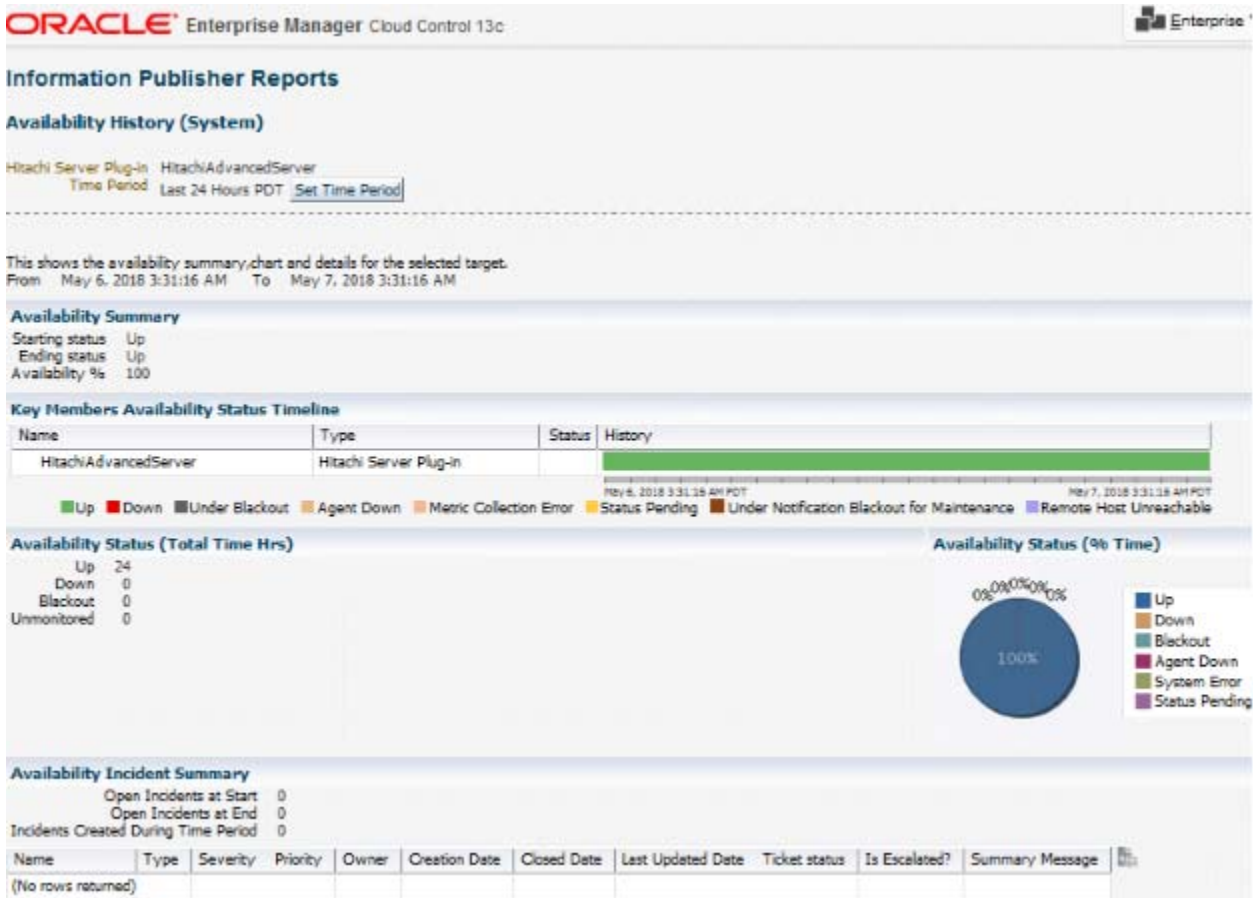 ORACLE Enterprise Manager Cloud Control 13c
Enterprise
Information Publisher Reports
Availability History (System)
Hitachi Server Plug-in HitachiAdvancedServer
Time Period Last 24 Hours PDT Set Time Period
This shows the availability summary,chart and details for the selected target.
From May 6, 2018 3:31:16 AM To May 7, 2018 3:31:16 AM
Availability Summary
Starting status Up
Ending status Up
Availability % 100
Key Members Availability Status Timeline
Name Type Status History
HitachiAdvancedServer Hitachi Server Plug-in
May 6, 2018 3:31:16 AM PDT May 7, 2018 3:31:16 AM PDT
Up Down Under Blackout Agent Down Metric Collection Error Status Pending Under Notification Blackout for Maintenance Remote Host Unreachable
Availability Status (Total Time Hrs)
Up 24
Down 0
Blackout 0
Unmonitored 0
Availability Status (% Time)
0% 0% 0% 0% 0%
100%
Up
Down
Blackout
Agent Down
System Error
Status Pending
Availability Incident Summary
Open Incidents at Start 0
Open Incidents at End 0
Incidents Created During Time Period 0
Name Type Severity Priority Owner Creation Date Closed Date Last Updated Date Ticket status Is Escalated? Summary Message
(No rows returned)